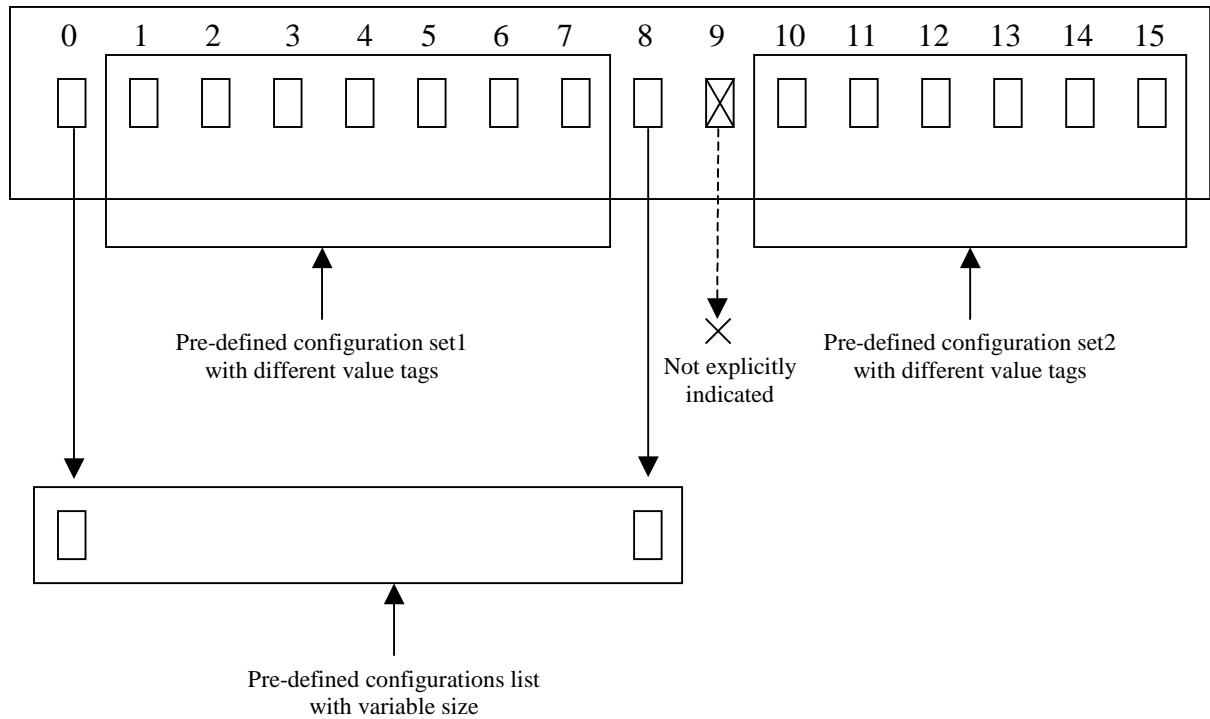 0 1 2 3 4 5 6 7 8 9 10 11 12 13 14 15
Pre-defined configuration set1
with different value tags
Not explicitly
indicated
Pre-defined configuration set2
with different value tags
Pre-defined configurations list
with variable size